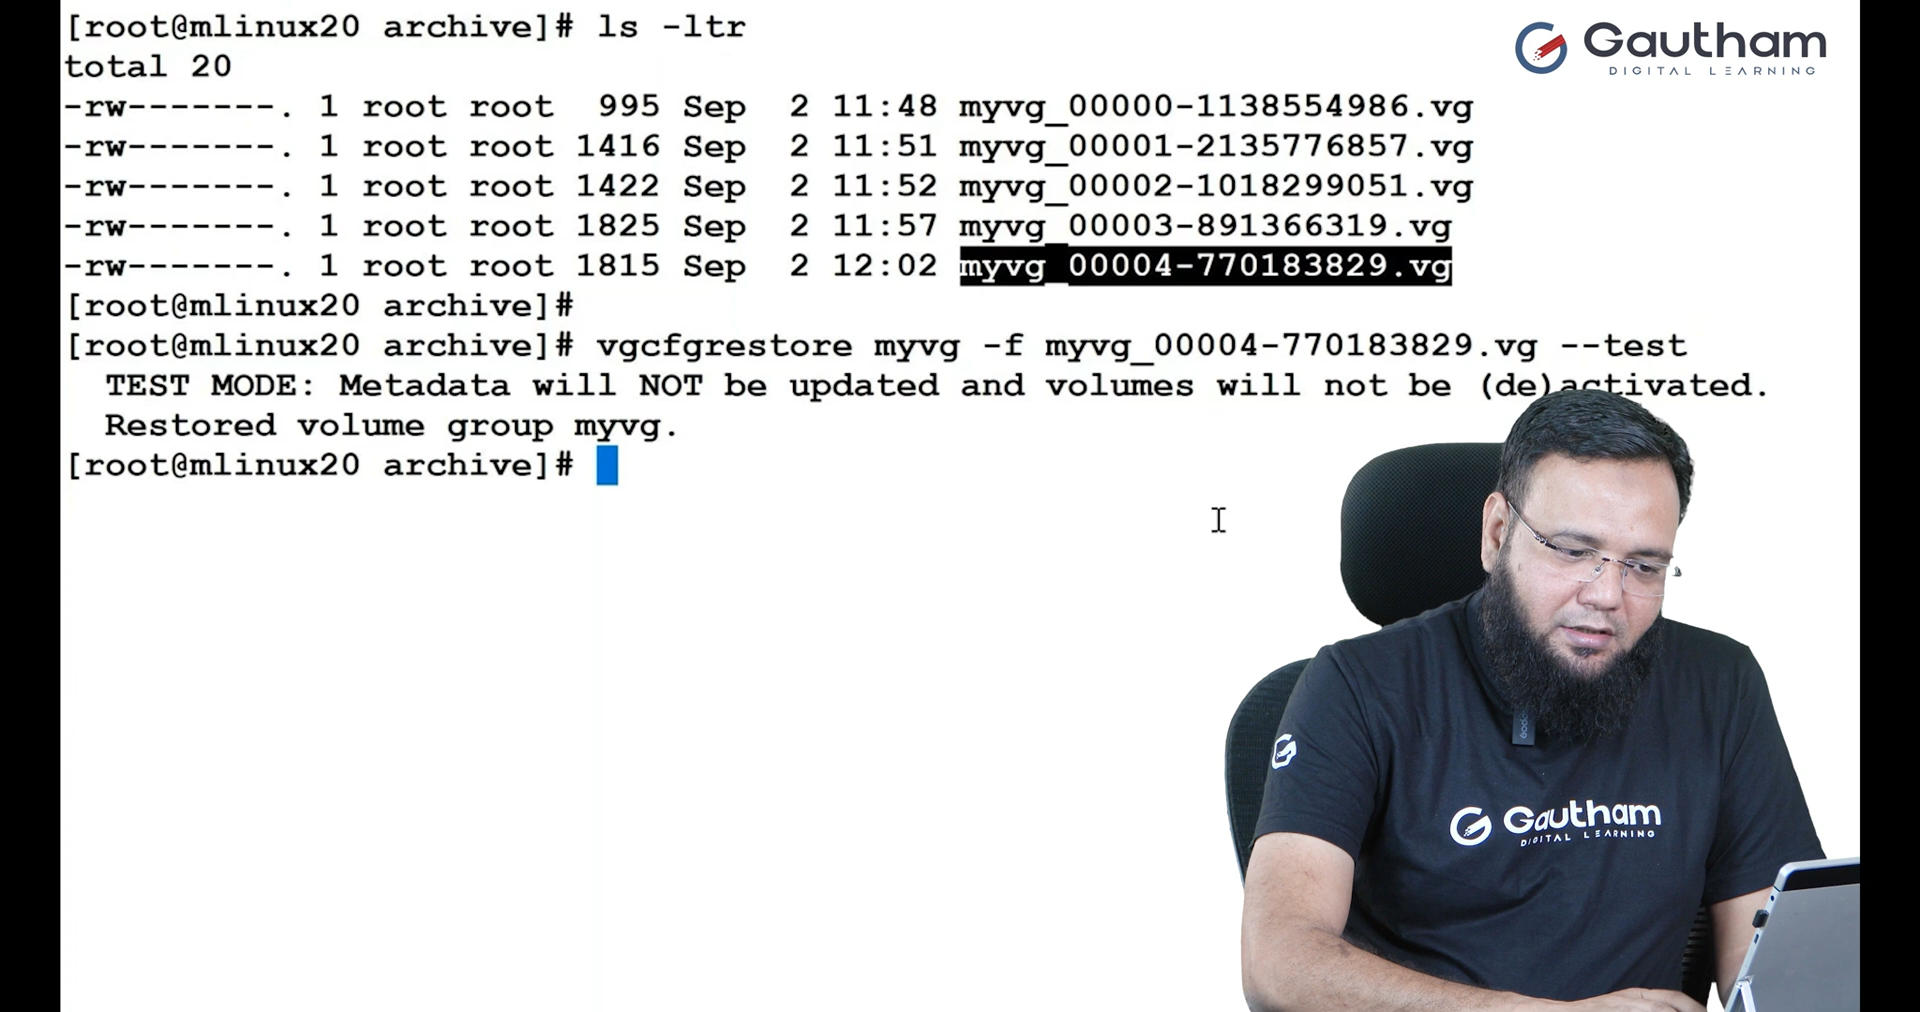 [root@mlinux20 archive]# ls -ltr
Gautham
DIGITAL LEARNING
total 20
-rw-------. 1 root root  995 Sep  2 11:48 myvg_00000-1138554986.vg
-rw-------. 1 root root 1416 Sep  2 11:51 myvg_00001-2135776857.vg
-rw-------. 1 root root 1422 Sep  2 11:52 myvg_00002-1018299051.vg
-rw-------. 1 root root 1825 Sep  2 11:57 myvg_00003-891366319.vg
-rw-------. 1 root root 1815 Sep  2 12:02 myvg_00004-770183829.vg
[root@mlinux20 archive]#
[root@mlinux20 archive]# vgcfgrestore myvg -f myvg_00004-770183829.vg --test
TEST MODE: Metadata will NOT be updated and volumes will not be (de)activated.
Restored volume group myvg.
[root@mlinux20 archive]#
Gautham
DIGITAL LEARNING